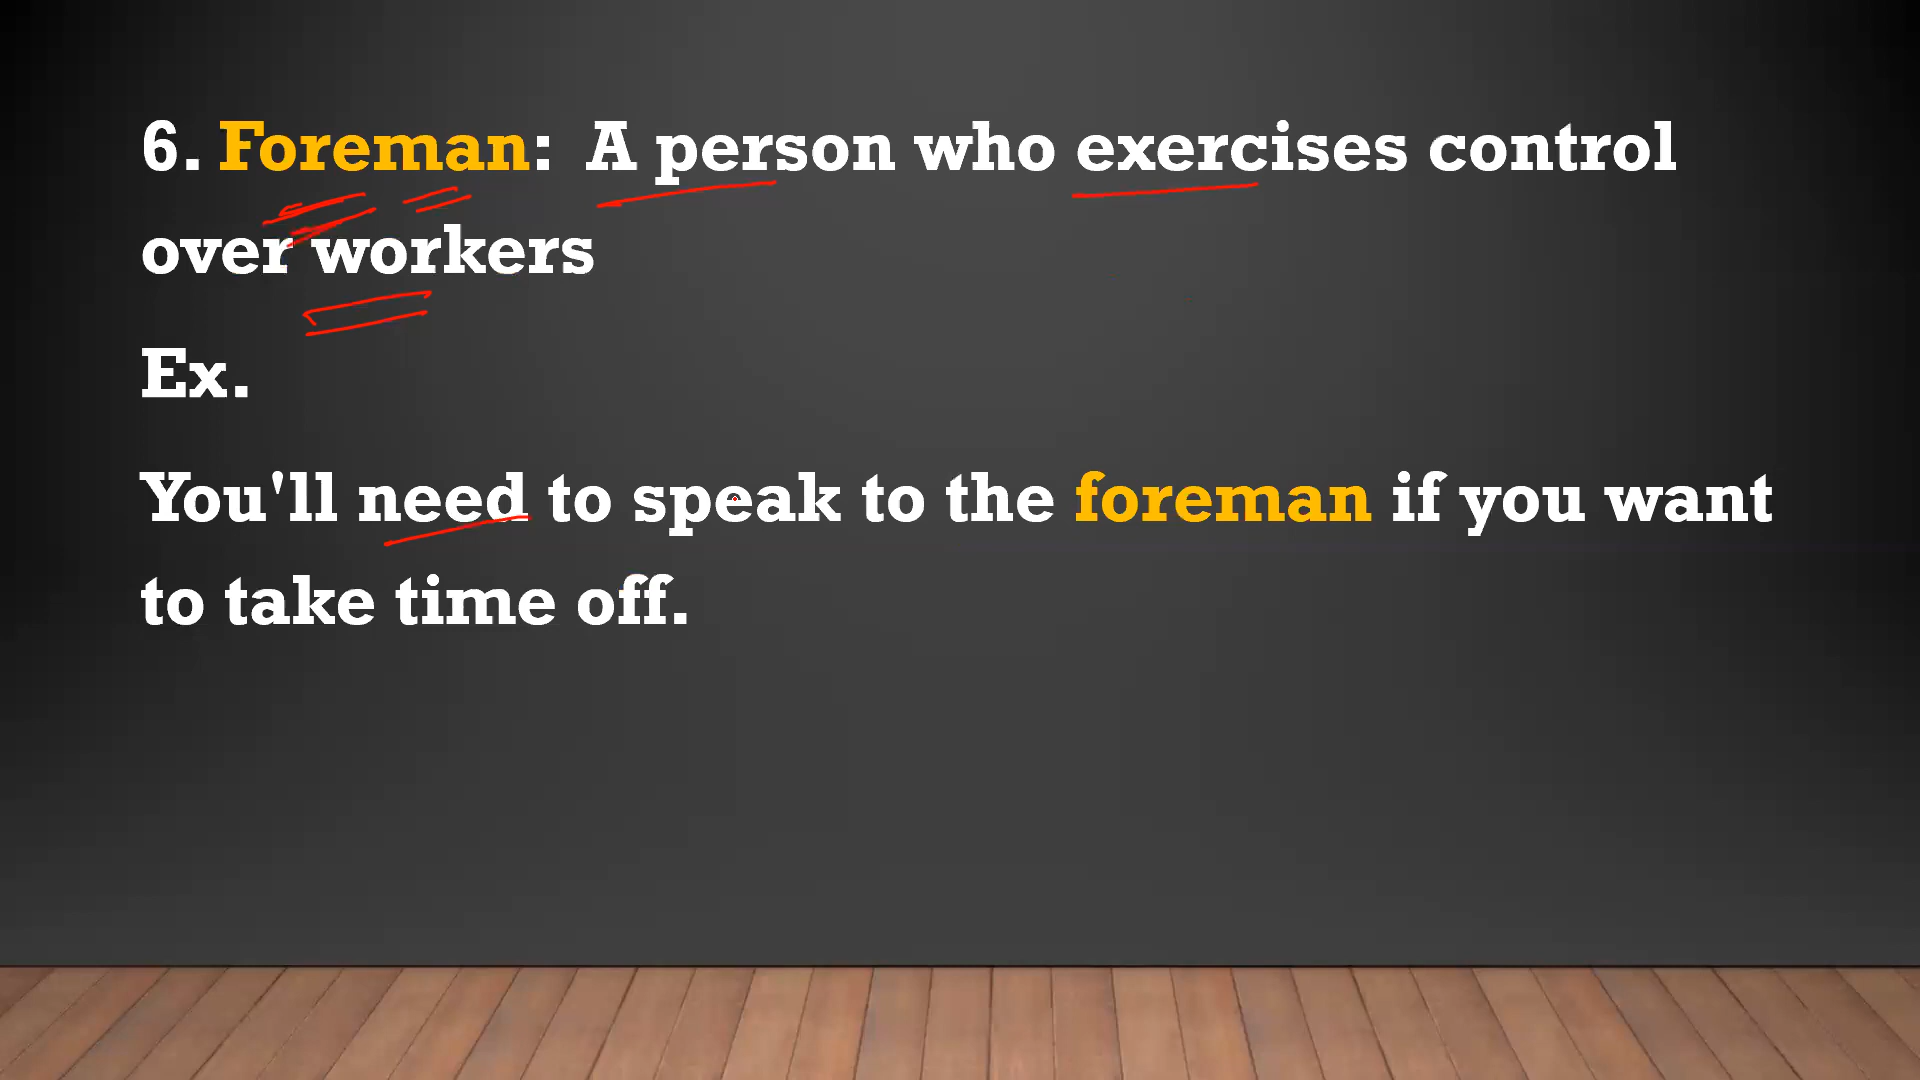 6. Foreman: A person who exercises control
over workers
Ex.
You'll need to speak to the foreman if you want
to take time off.